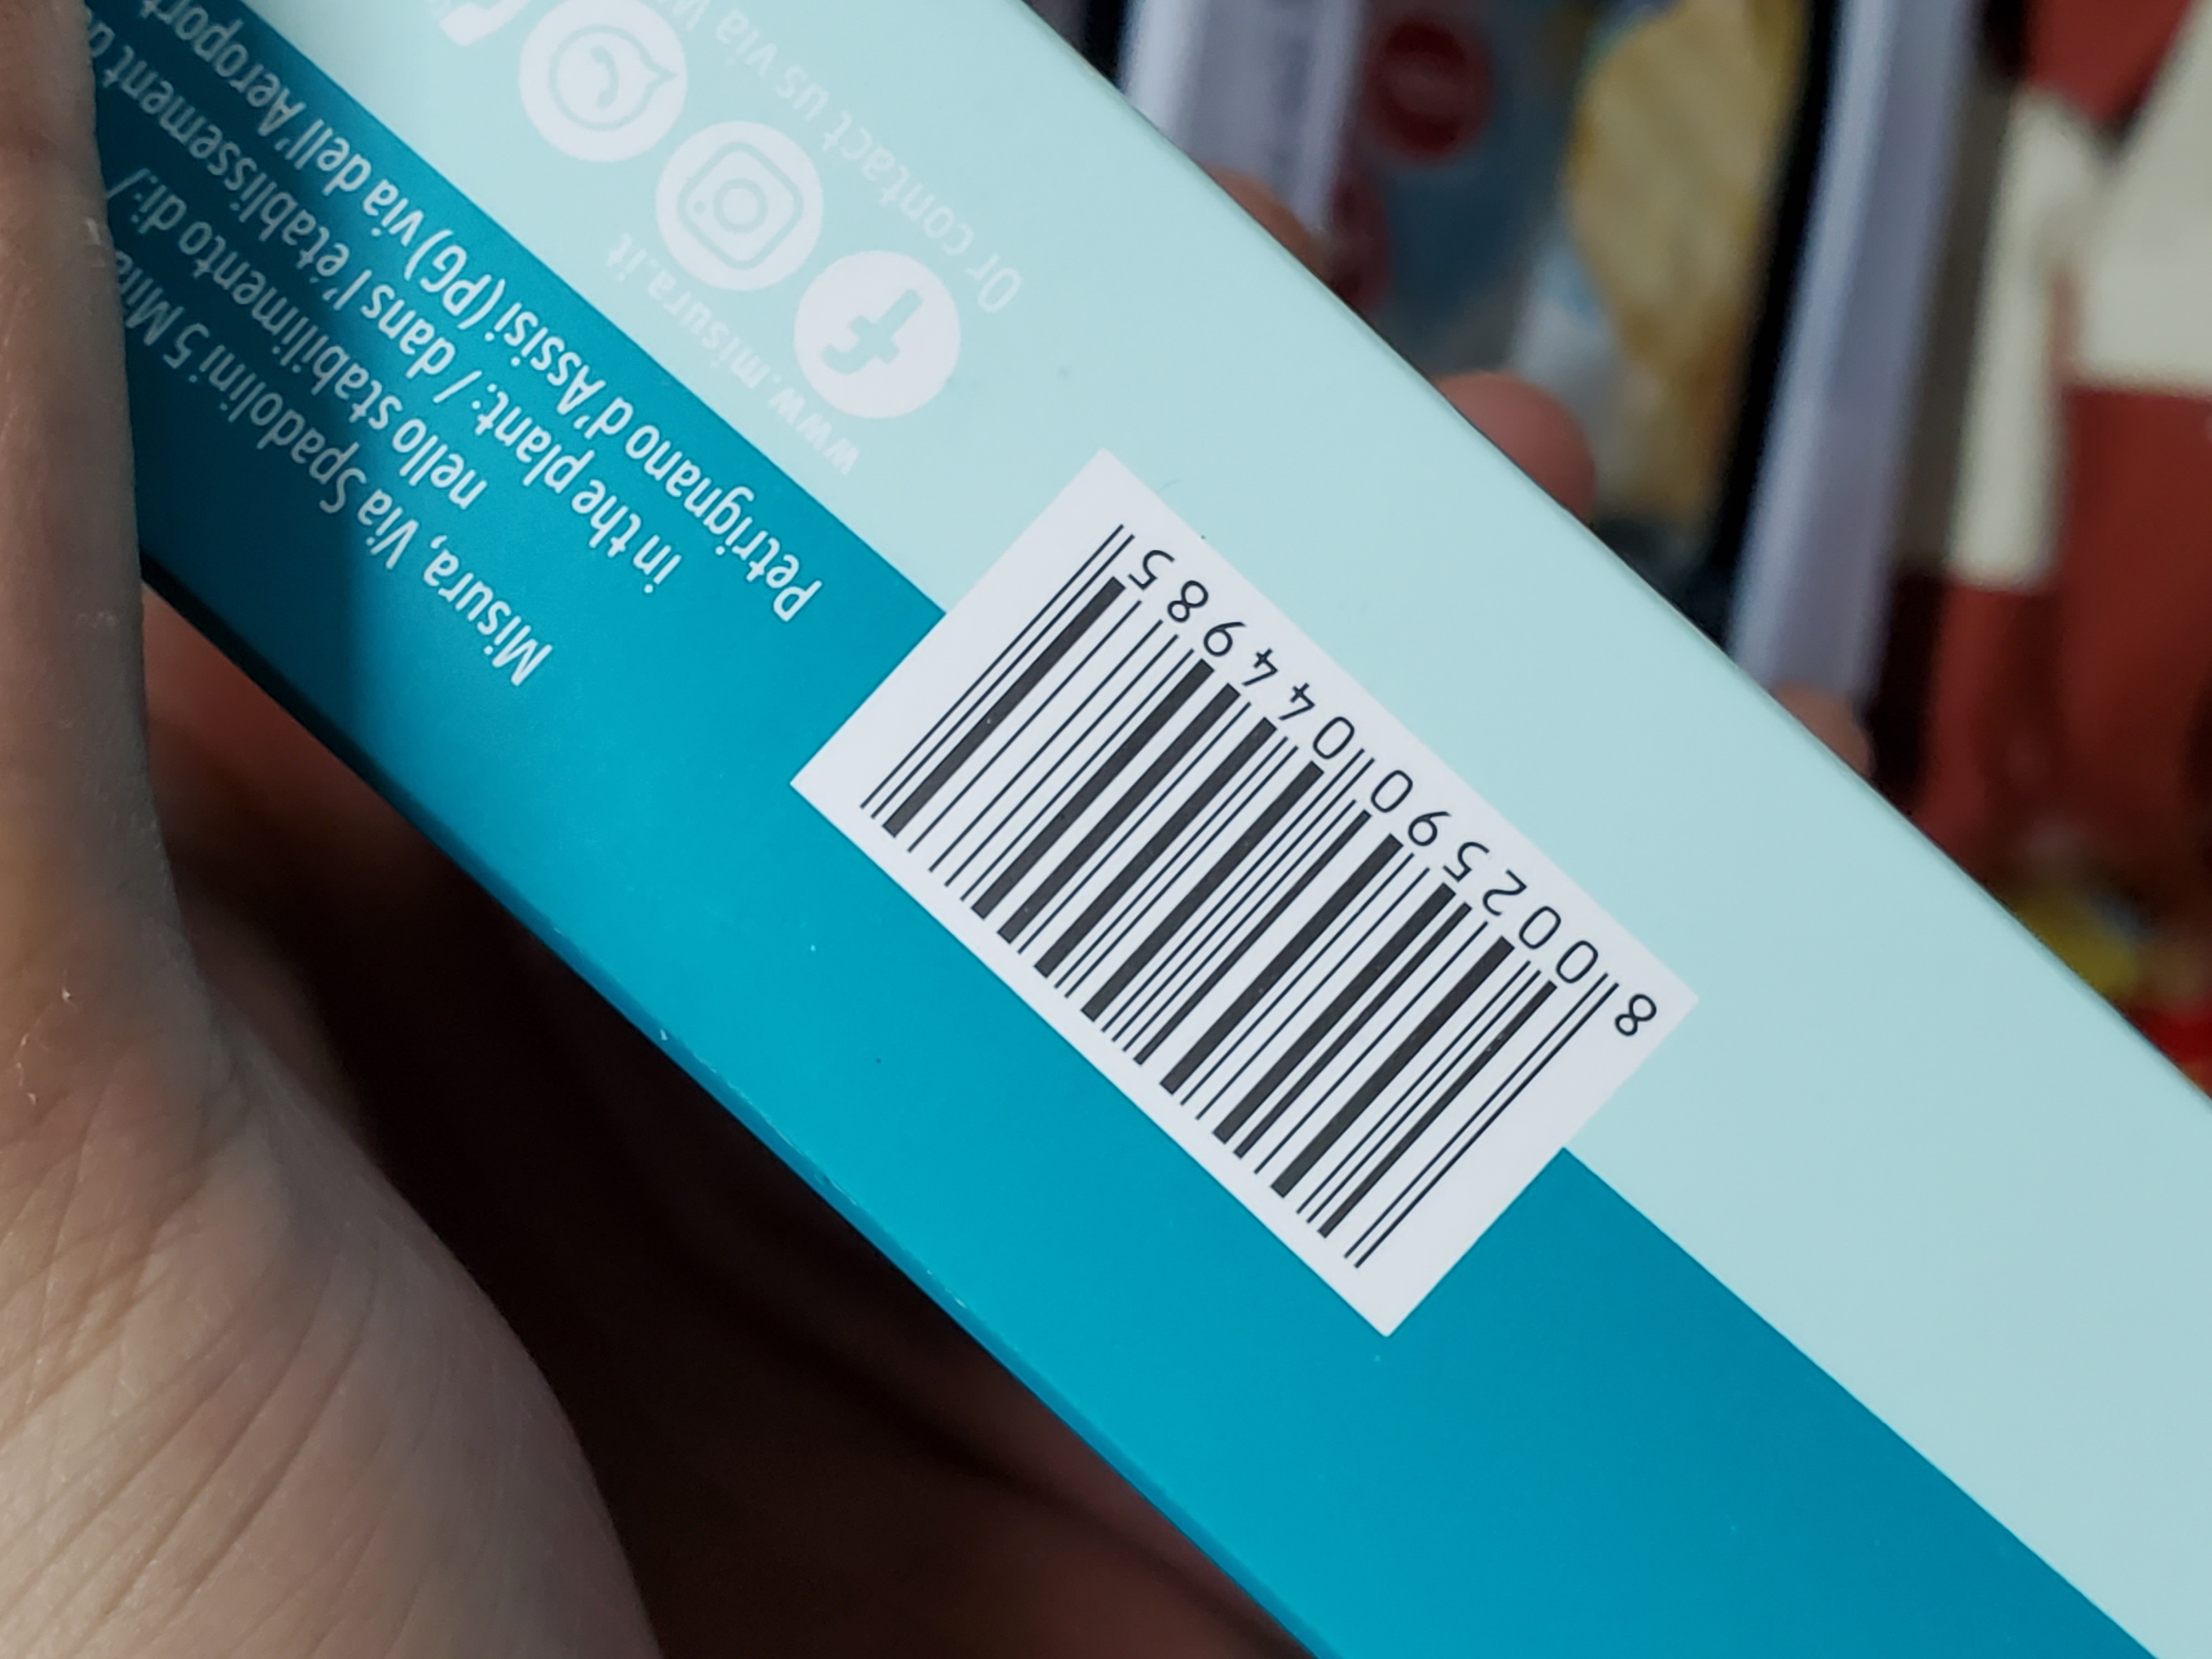 Misura, Via Spadolini 5
nello stabilimento di: /
in the plant: / dans l'établissement
Petrignano d'Assisi (PG) via dell'
www.misura.it
Or contact us via
8 002590 044985